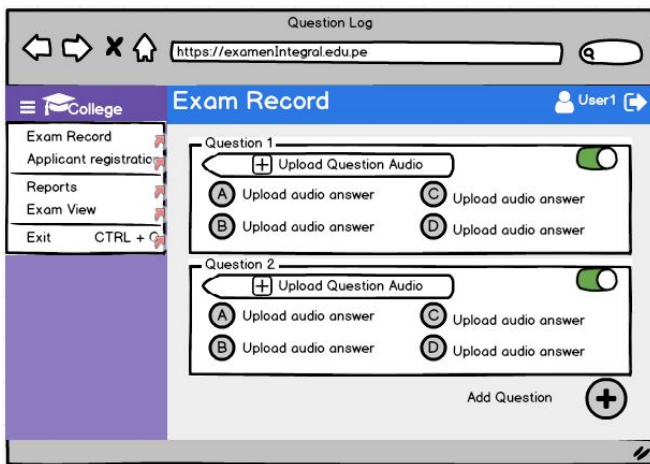 Question Log
https://examenIntegral.edu.pe
College
Exam Record
User1
Exam Record
Applicant registration
Reports
Exam View
Exit CTRL +
Question 1
Upload Question Audio
A Upload audio answer
C Upload audio answer
B Upload audio answer
D Upload audio answer
Question 2
Upload Question Audio
A Upload audio answer
C Upload audio answer
B Upload audio answer
D Upload audio answer
Add Question